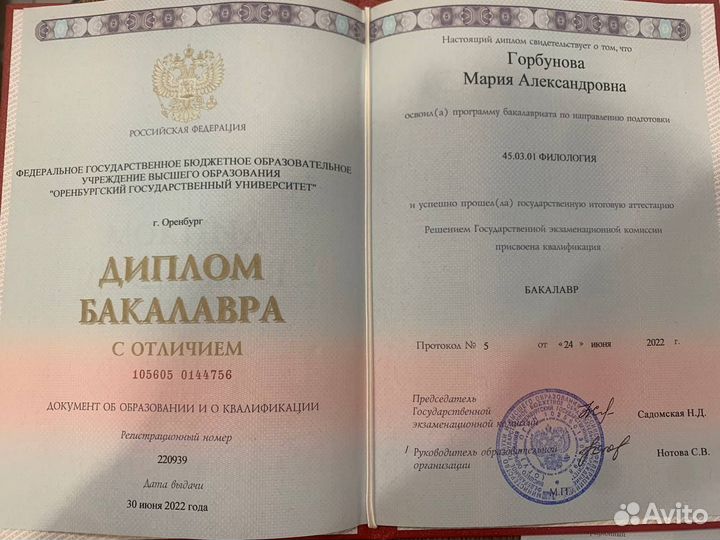 РОССИЙСКАЯ ФЕДЕРАЦИЯ
ФЕДЕРАЛЬНОЕ ГОСУДАРСТВЕННОЕ БЮДЖЕТНОЕ ОБРАЗОВАТЕЛЬНОЕ
УЧРЕЖДЕНИЕ ВЫСШЕГО ОБРАЗОВАНИЯ
"ОРЕНБУРГСКИЙ ГОСУДАРСТВЕННЫЙ УНИВЕРСИТЕТ"
г. Оренбург
ДИПЛОМ
БАКАЛАВРА
С ОТЛИЧИЕМ
105605 0144756
ДОКУМЕНТ ОБ ОБРАЗОВАНИИ И О КВАЛИФИКАЦИИ
Регистрационный номер
220939
Дата выдачи
30 июня 2022 года
Настоящий диплом свидетельствует о том, что
Горбунова
Мария Александровна
освоил(а) программу бакалавриата по направлению подготовки
45.03.01 ФИЛОЛОГИЯ
и успешно прошел(ла) государственную итоговую аттестацию
Решением Государственной экзаменационной комиссии
присвоена квалификация
БАКАЛАВР
Протокол № 5 от «24» июня 2022 г.
Председатель
Государственной
экзаменационной комиссии Садомская Н.Д.
Руководитель образовательной
организации Нотова С.В.
М.П.
Avito